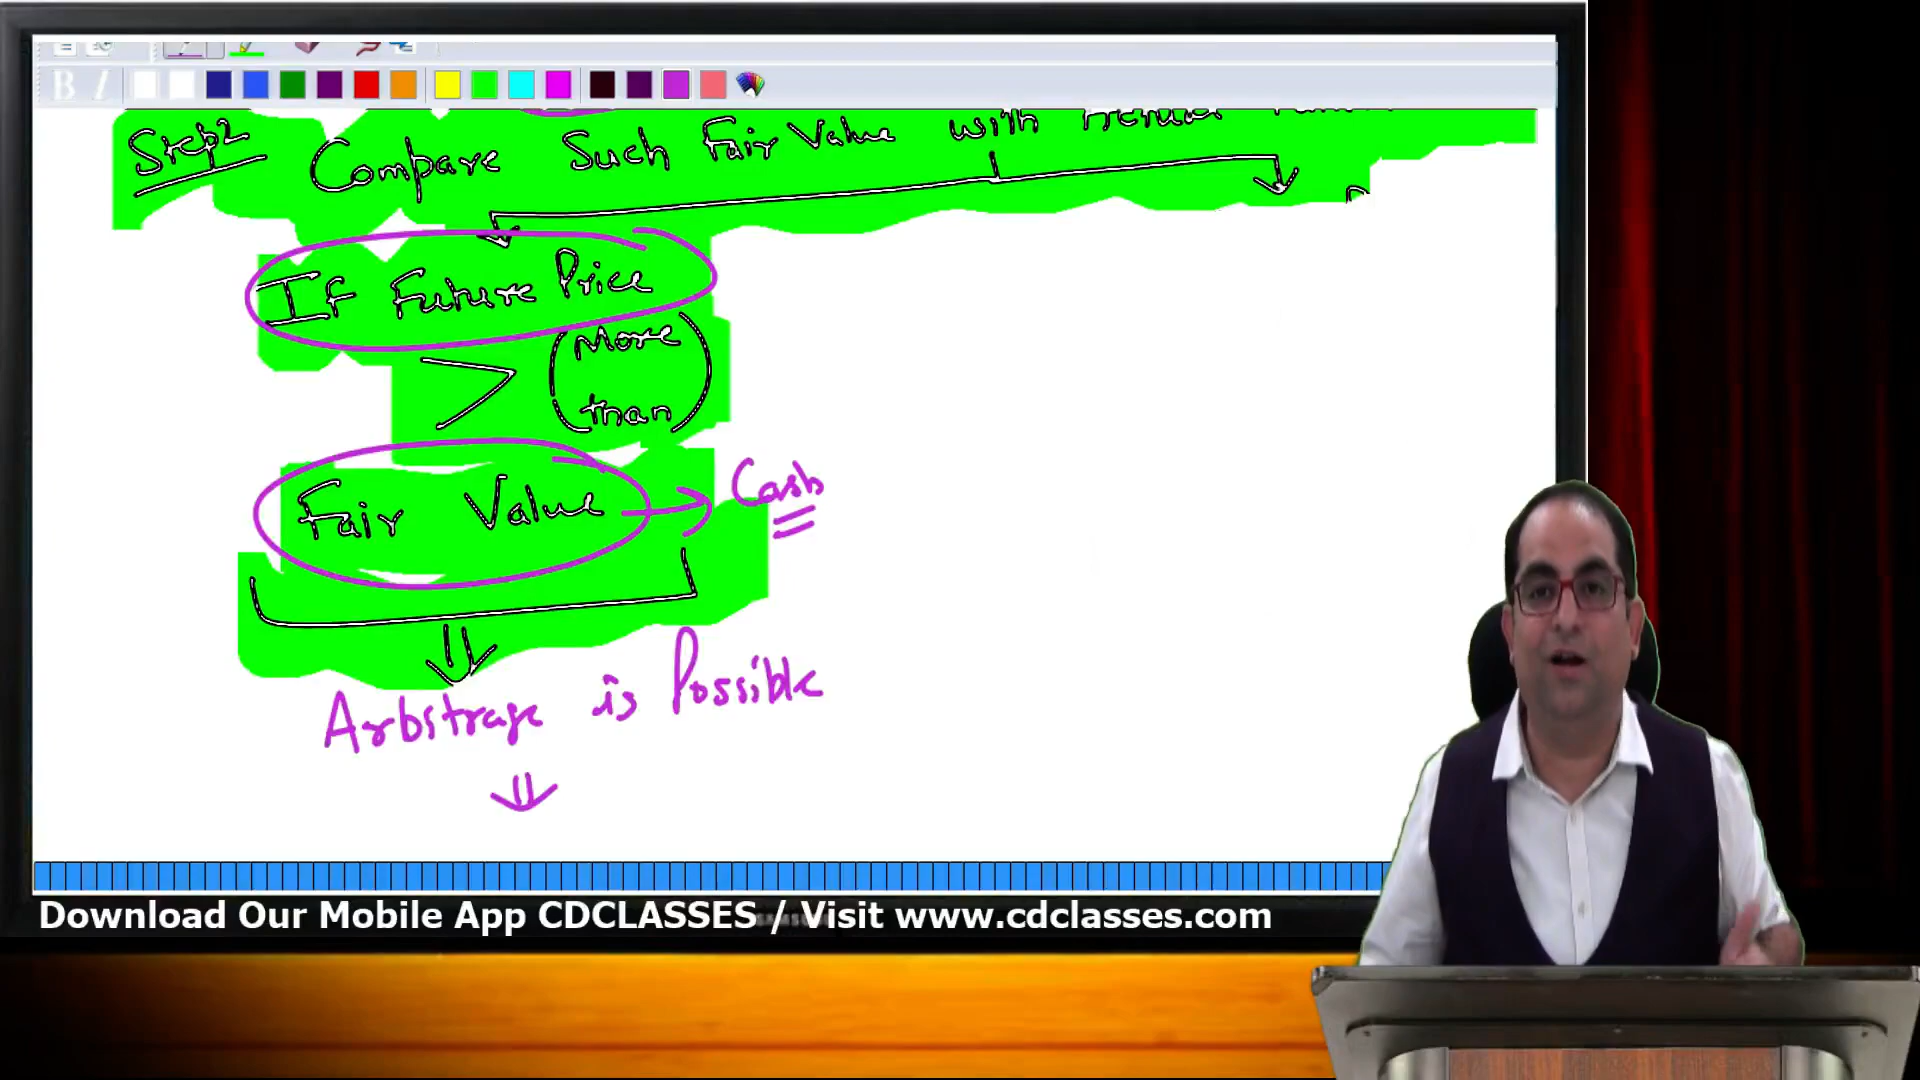 B I
Step2 Compare Such Fair Value with
If Future Price
> (More
than)
Fair Value → Cash
Arbstrage is Possible
Download Our Mobile App CDCLASSES / Visit www.cdclasses.com